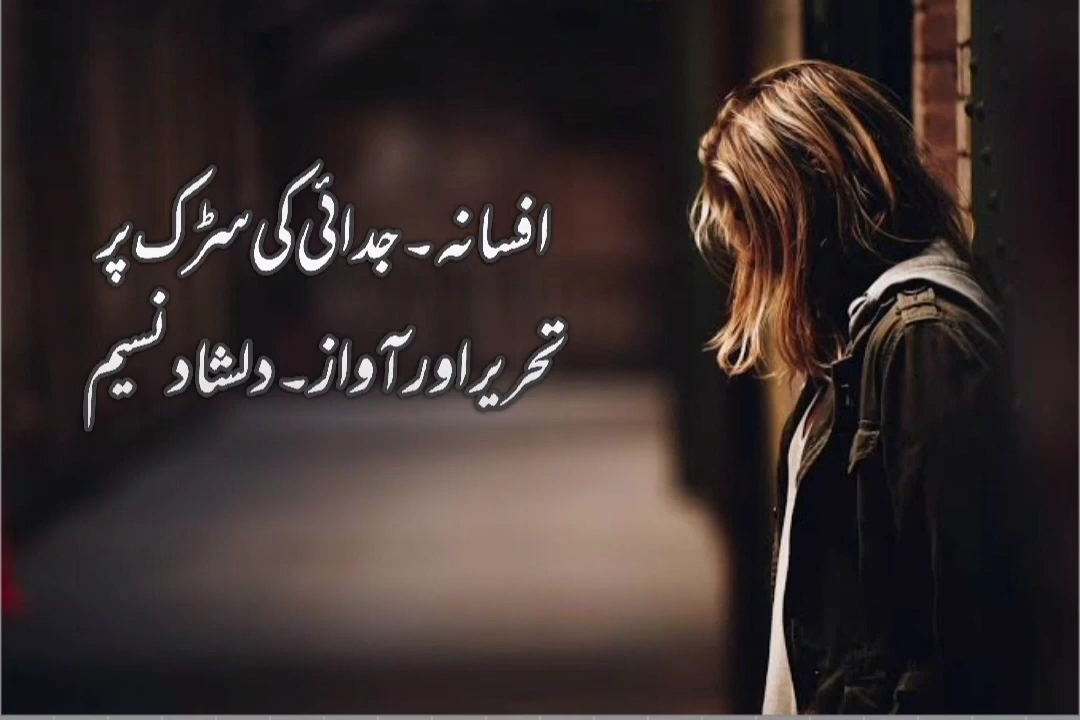 افسانہ ۔ جدائی کی سڑک پر
تحریر اور آواز ۔ دلشاد نسیم